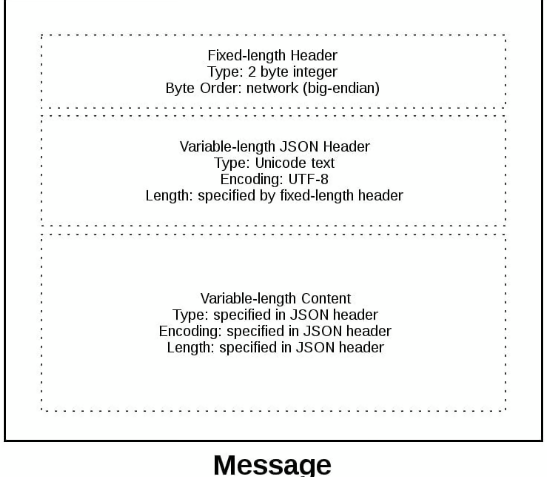 Fixed-length Header
Type: 2 byte integer
Byte Order: network (big-endian)
Variable-length JSON Header
Type: Unicode text
Encoding: UTF-8
Length: specified by fixed-length header
Variable-length Content
Type: specified in JSON header
Encoding: specified in JSON header
Length: specified in JSON header
Message